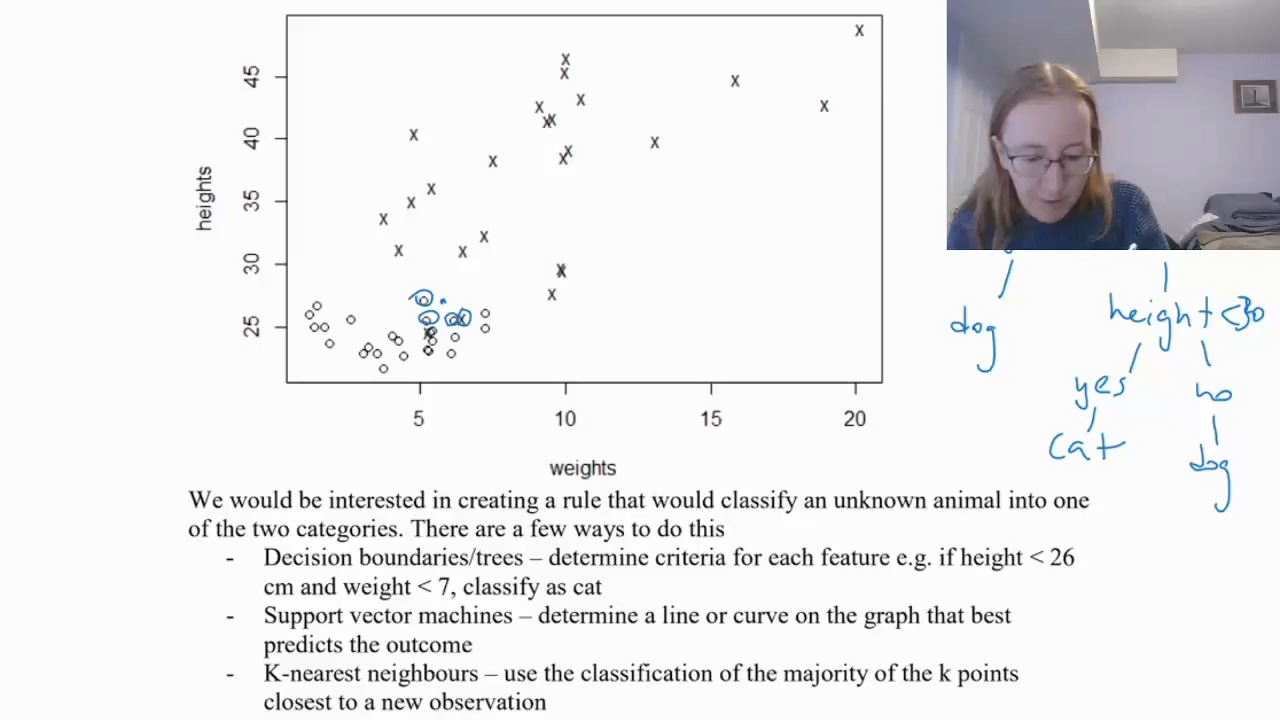 45
40
35
30
25
heights
5 10 15 20
weights
dog
height <30
yes no
cat
dog
We would be interested in creating a rule that would classify an unknown animal into one
of the two categories. There are a few ways to do this
- Decision boundaries/trees – determine criteria for each feature e.g. if height < 26
cm and weight < 7, classify as cat
- Support vector machines – determine a line or curve on the graph that best
predicts the outcome
- K-nearest neighbours – use the classification of the majority of the k points
closest to a new observation